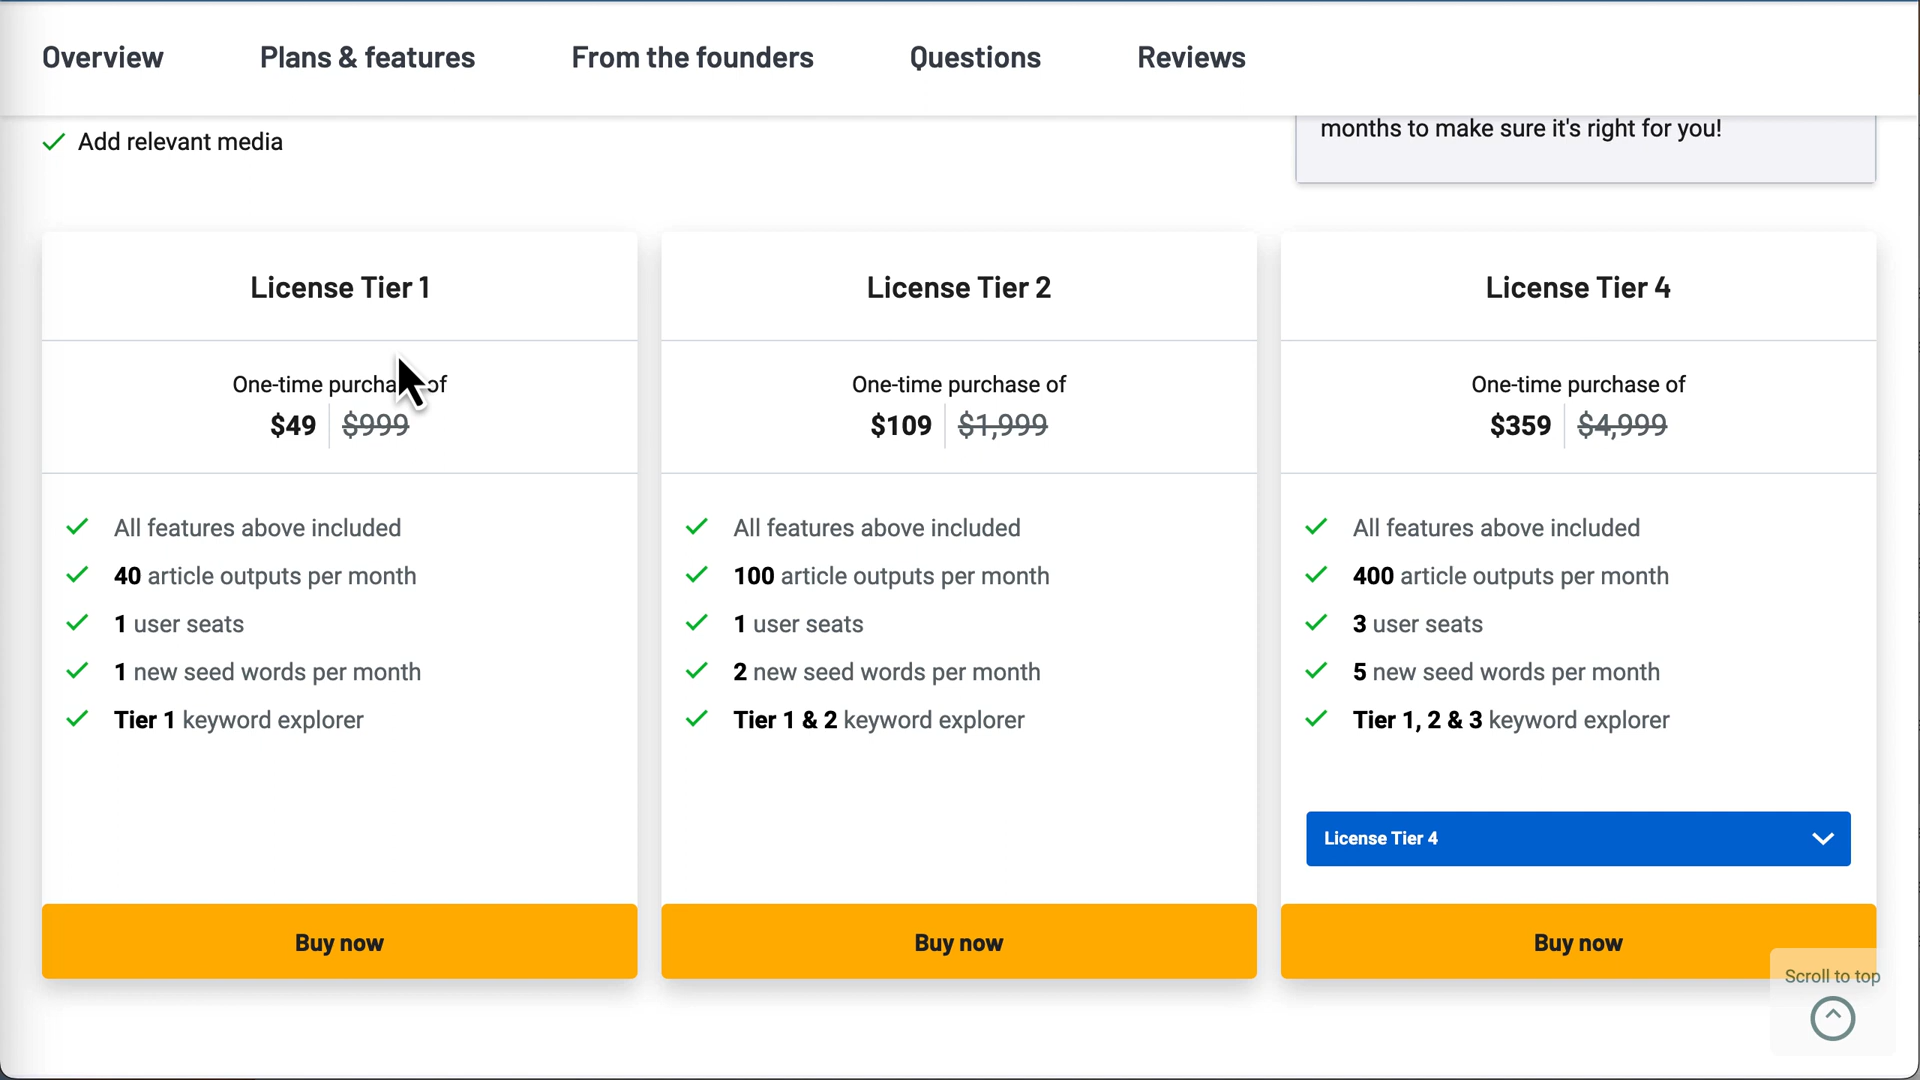 Overview Plans & features From the founders Questions Reviews
Add relevant media
months to make sure it's right for you!
License Tier 1
One-time purcha of
$49 $999
All features above included
40 article outputs per month
1 user seats
1 new seed words per month
Tier 1 keyword explorer
Buy now
License Tier 2
One-time purchase of
$109 $1,999
All features above included
100 article outputs per month
1 user seats
2 new seed words per month
Tier 1 & 2 keyword explorer
Buy now
License Tier 4
One-time purchase of
$359 $4,999
All features above included
400 article outputs per month
3 user seats
5 new seed words per month
Tier 1, 2 & 3 keyword explorer
License Tier 4
Buy now
Scroll to top